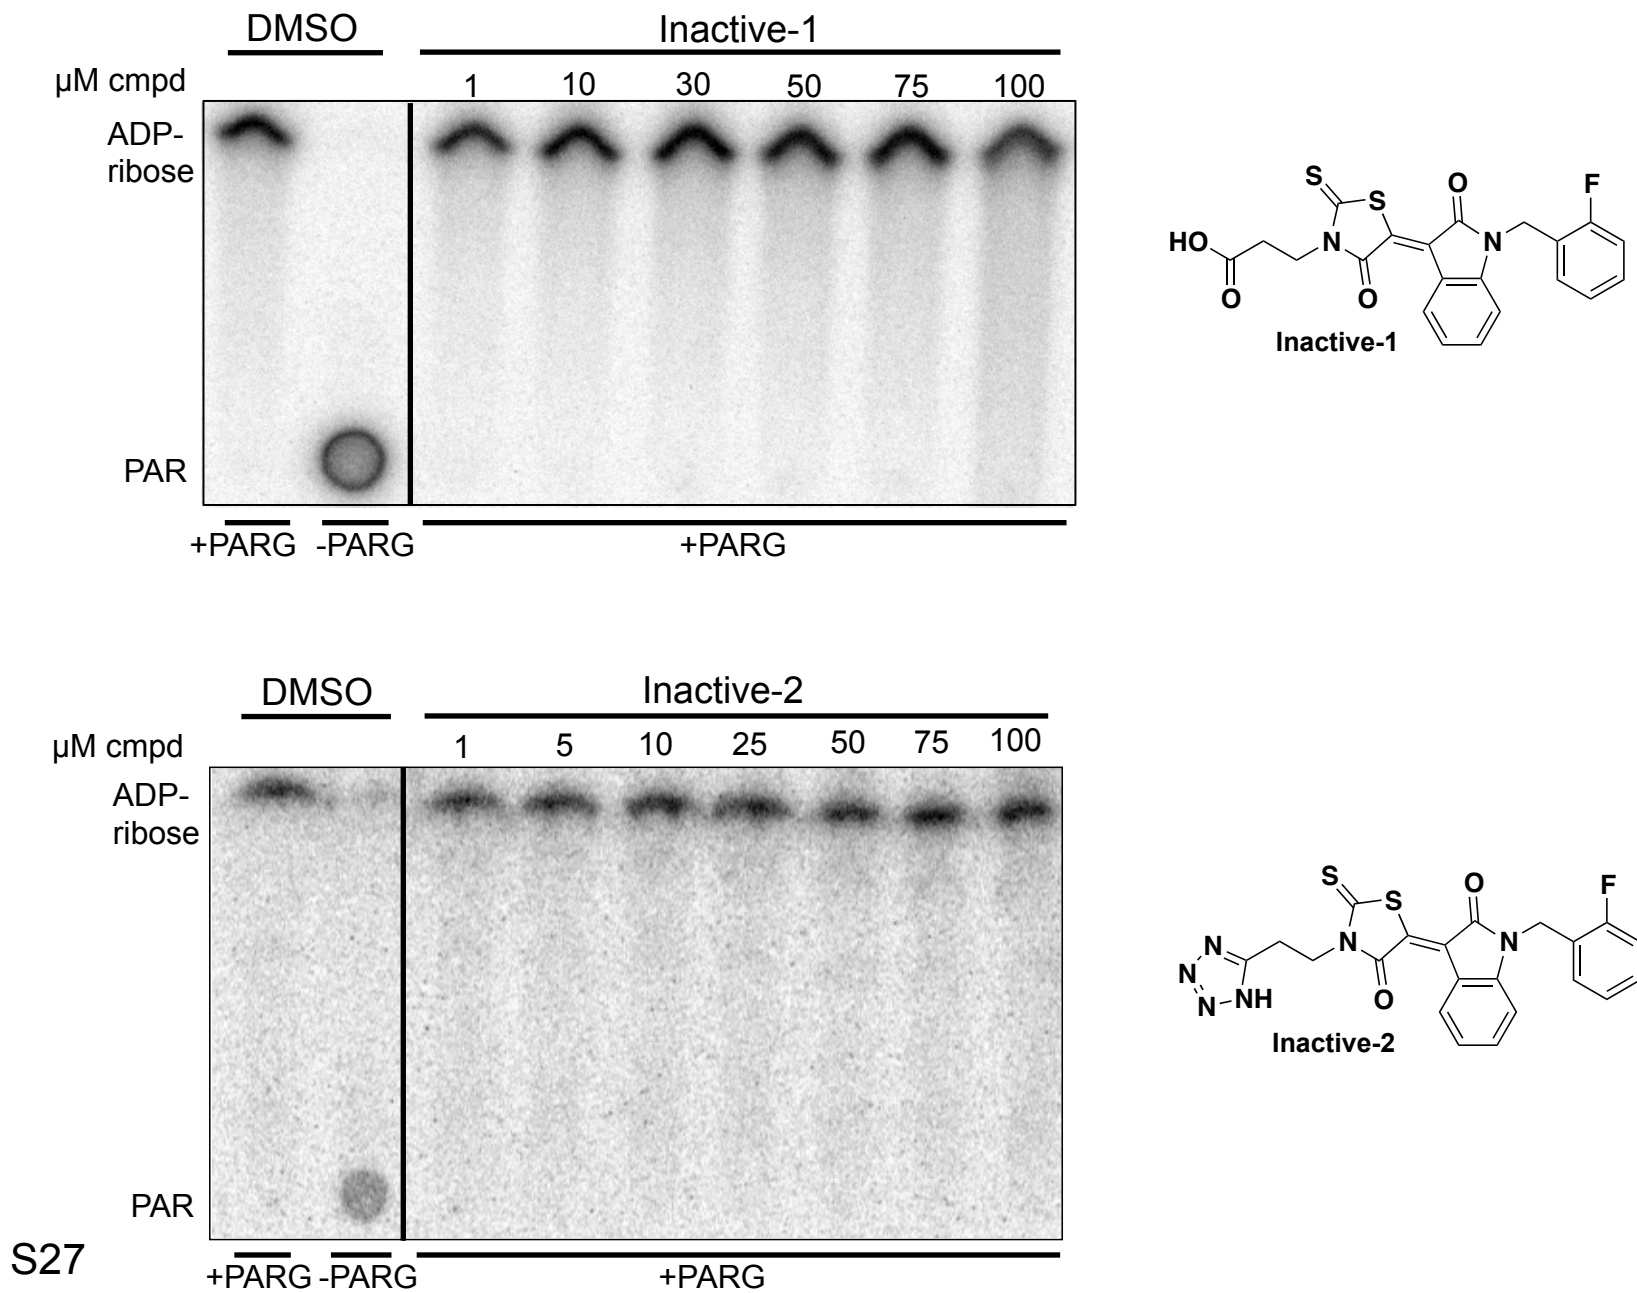 DMSO Inactive-1
µM cmpd 1 10 30 50 75 100
ADP-
ribose
PAR
+PARG -PARG +PARG
S S O F
HO N N
O O
Inactive-1
DMSO Inactive-2
µM cmpd 1 5 10 25 50 75 100
ADP-
ribose
PAR
+PARG -PARG +PARG
S S O F
N N N
N
N NH O
Inactive-2
S27